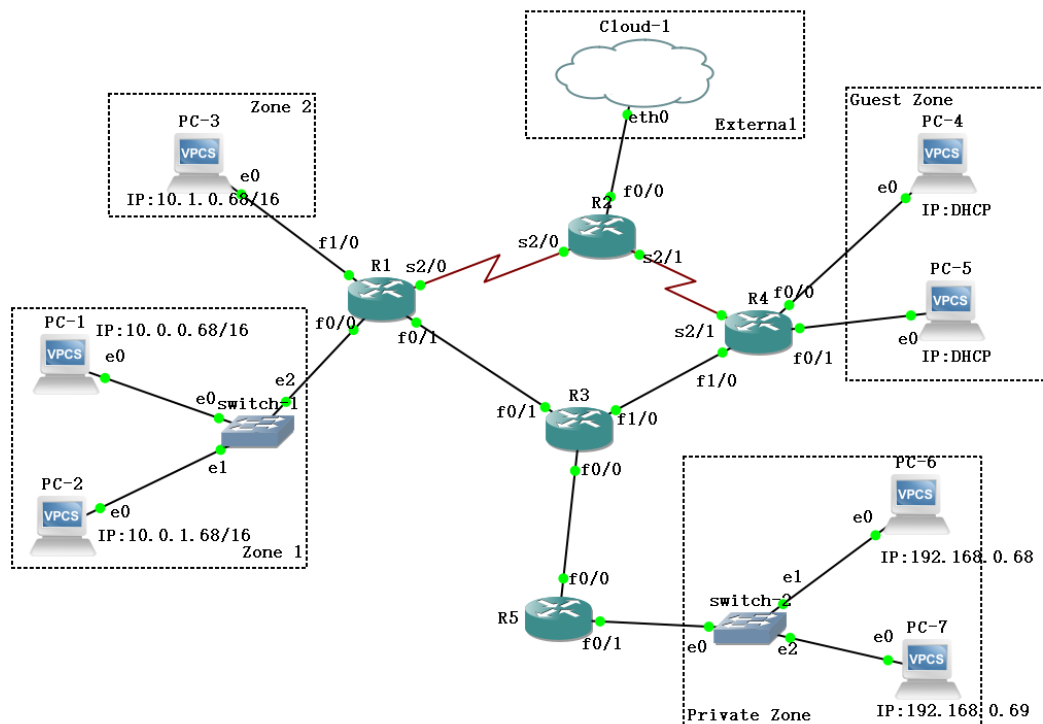 Cloud-1
eth0
External
Zone 2
PC-3
VPCS
e0
IP:10.1.0.68/16
f1/0
Guest Zone
PC-4
VPCS
e0
IP:DHCP
PC-5
VPCS
e0
IP:DHCP
f0/0
R2
s2/0
s2/1
R1
s2/0
f0/0
f0/1
R4
f0/0
s2/1
f0/1
f1/0
PC-1
IP:10.0.0.68/16
VPCS
e0
e0
e2
switch-1
e1
PC-2
VPCS
e0
IP:10.0.1.68/16
Zone 1
R3
f0/1
f1/0
f0/0
f0/0
R5
f0/1
PC-6
VPCS
e0
IP:192.168.0.68
e1
switch-2
e0
e2
PC-7
e0
VPCS
IP:192.168.0.69
Private Zone